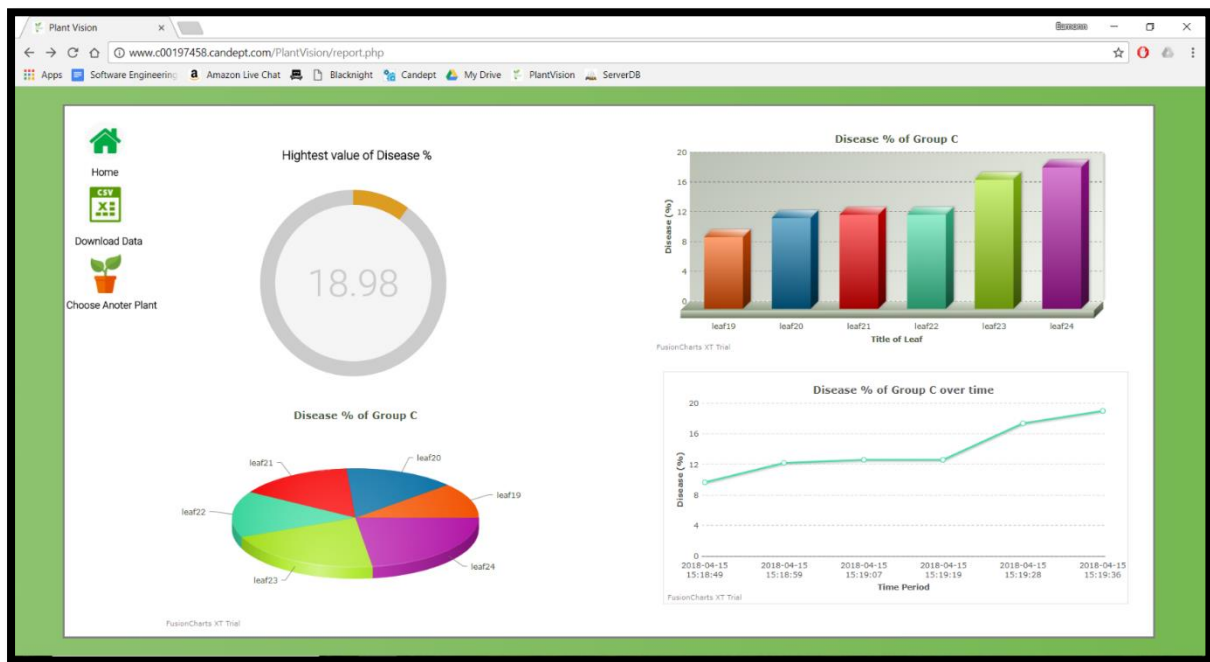 Plant Vision
www.c00197458.candept.com/PlantVision/report.php
Apps Software Engineering Amazon Live Chat Blacknight Candept My Drive PlantVision ServerDB
Home
CSV
Download Data
Choose Anoter Plant
Hightest value of Disease %
18.98
Disease % of Group C
20
16
12
8
4
0
Disease (%)
leaf19 leaf20 leaf21 leaf22 leaf23 leaf24
Title of Leaf
FusionCharts XT Trial
Disease % of Group C
leaf21
leaf20
leaf19
leaf22
leaf24
leaf23
FusionCharts XT Trial
Disease % of Group C over time
20
16
12
8
4
0
Disease (%)
2018-04-15 2018-04-15 2018-04-15 2018-04-15 2018-04-15 2018-04-15
15:18:49 15:18:59 15:19:07 15:19:19 15:19:28 15:19:36
Time Period
FusionCharts XT Trial